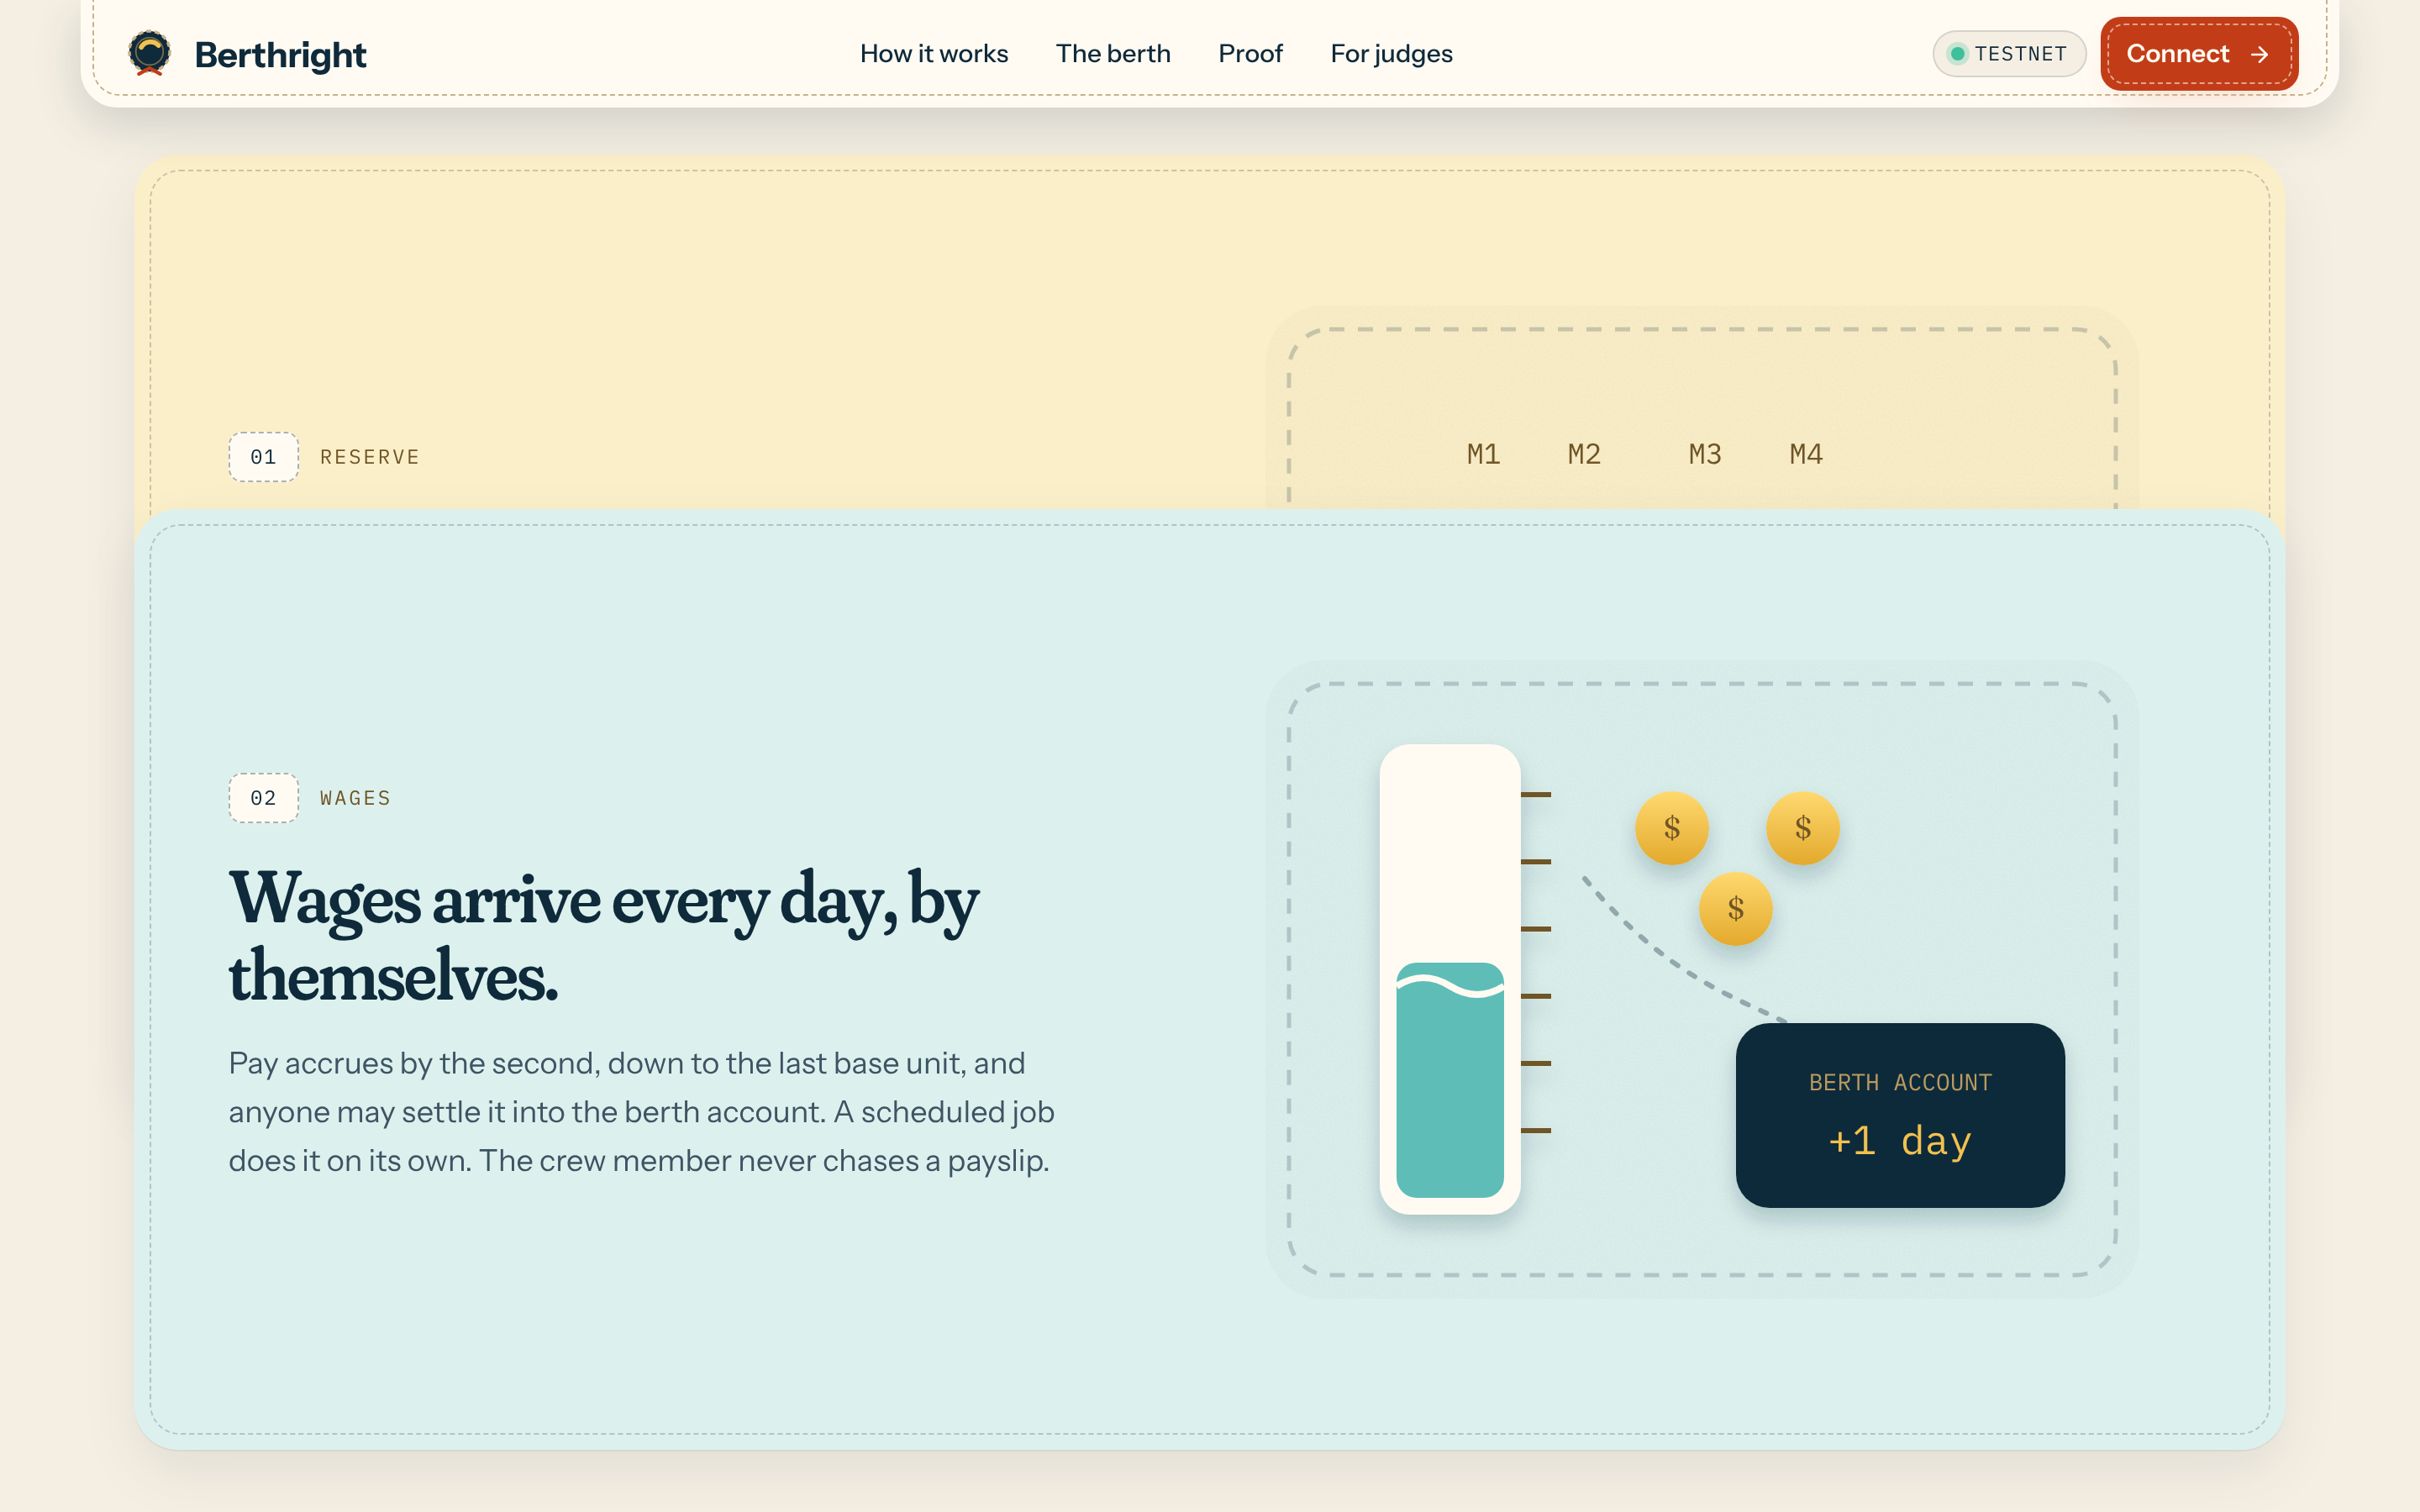 Berthright
How it works
The berth
Proof
For judges
TESTNET
Connect
01 RESERVE
M1 M2 M3 M4
02 WAGES
Wages arrive every day, by
themselves.
Pay accrues by the second, down to the last base unit, and
anyone may settle it into the berth account. A scheduled job
does it on its own. The crew member never chases a payslip.
$ $
$
BERTH ACCOUNT
+1 day